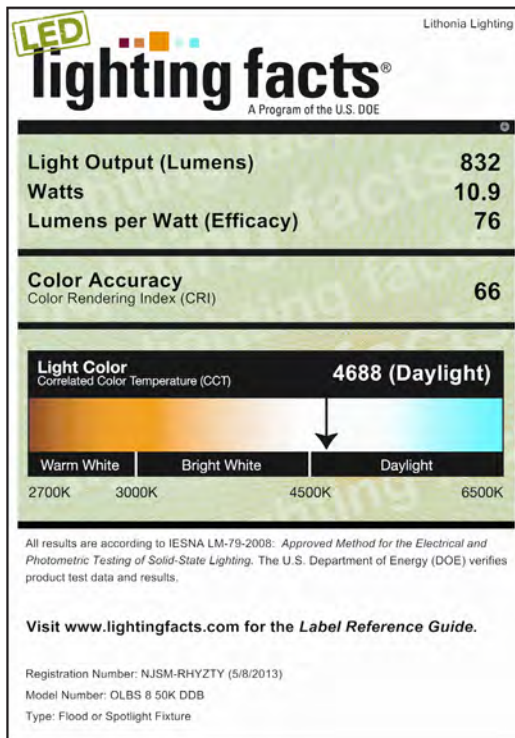 Lithonia Lighting
LED
lighting facts®
A Program of the U.S. DOE
Light Output (Lumens) 832
Watts 10.9
Lumens per Watt (Efficacy) 76
Color Accuracy
Color Rendering Index (CRI) 66
Light Color
Correlated Color Temperature (CCT) 4688 (Daylight)
Warm White Bright White Daylight
2700K 3000K 4500K 6500K
All results are according to IESNA LM-79-2008: Approved Method for the Electrical and
Photometric Testing of Solid-State Lighting. The U.S. Department of Energy (DOE) verifies
product test data and results.
Visit www.lightingfacts.com for the Label Reference Guide.
Registration Number: NJSM-RHYZTY (5/8/2013)
Model Number: OLBS 8 50K DDB
Type: Flood or Spotlight Fixture